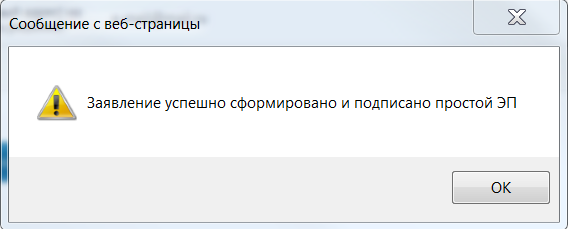 Сообщение с веб-страницы
Заявление успешно сформировано и подписано простой ЭП
OK